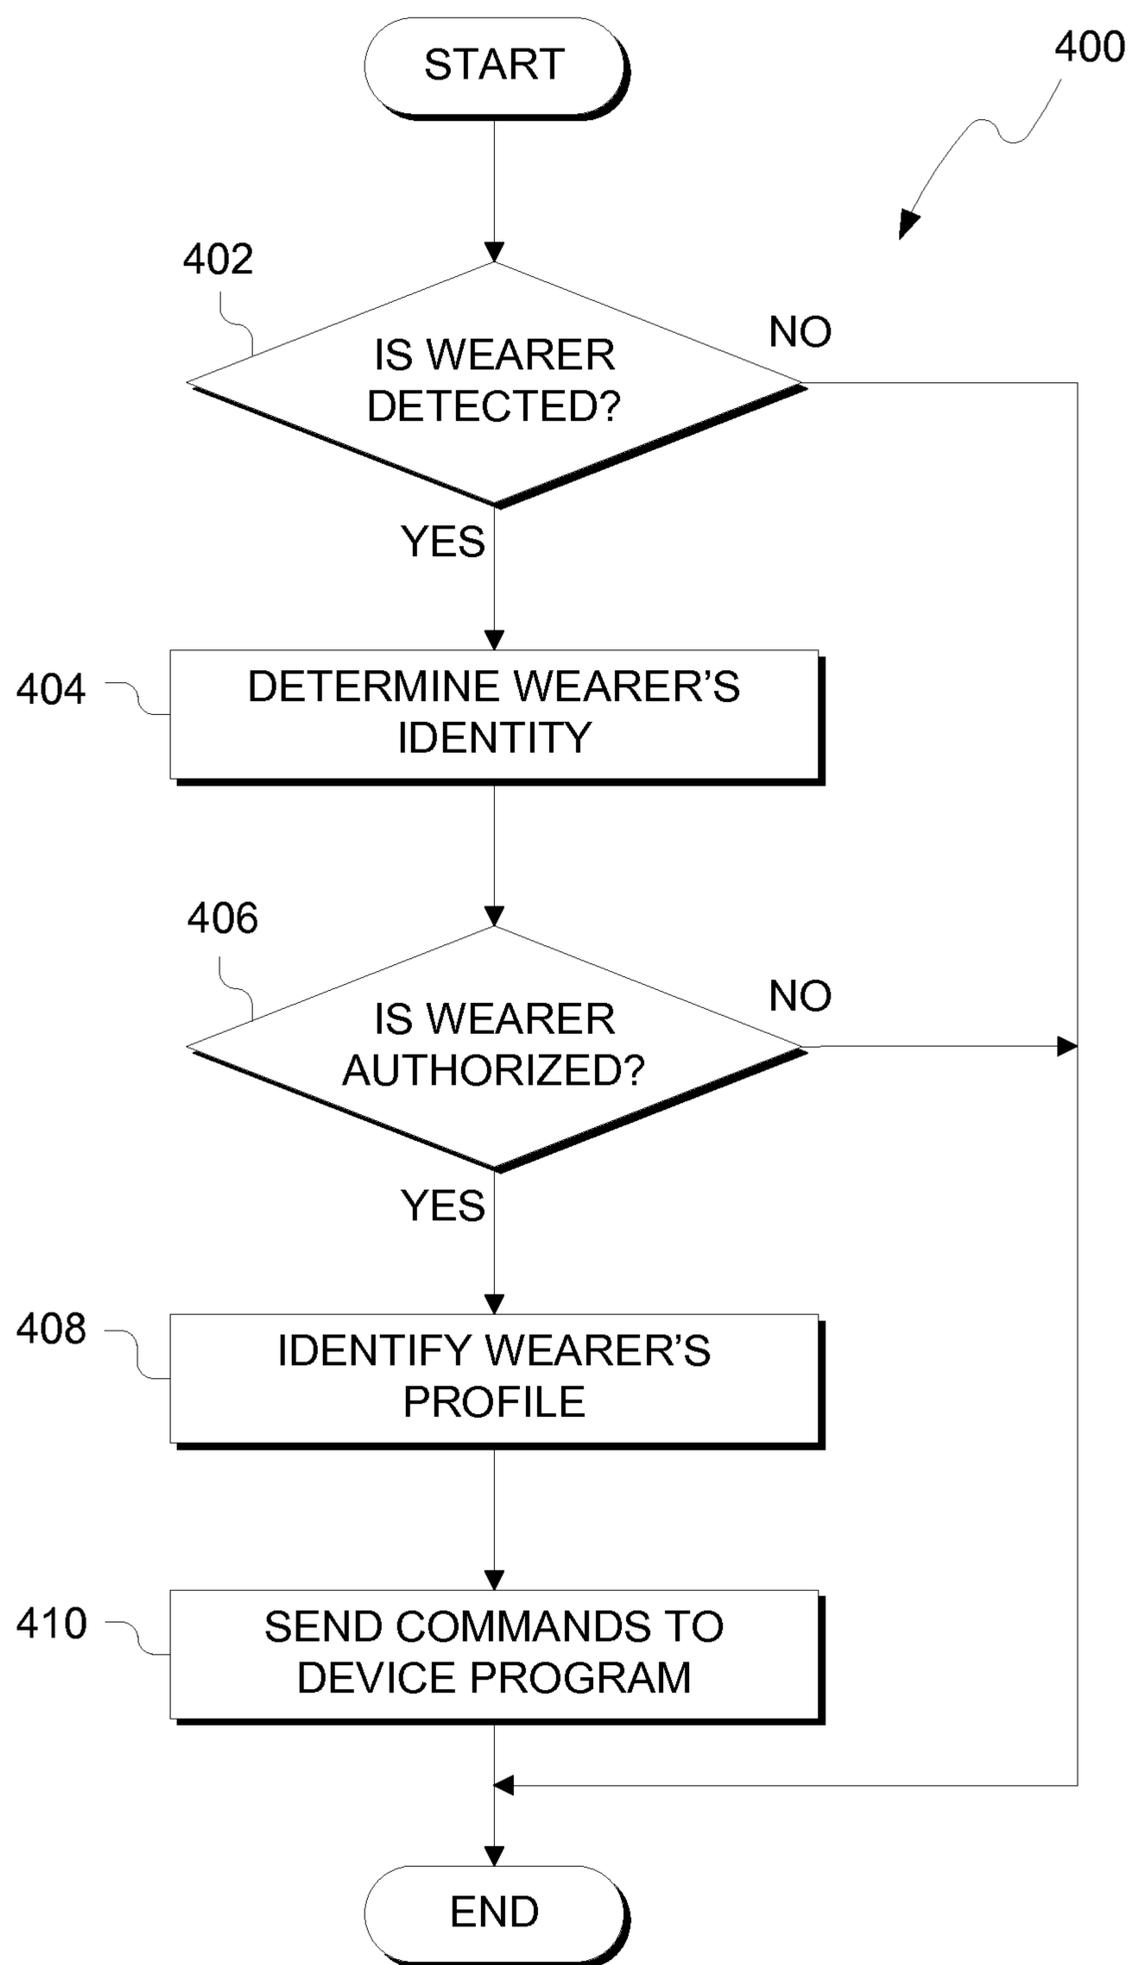 START
400
402
IS WEARER
DETECTED?
NO
YES
404
DETERMINE WEARER’S
IDENTITY
406
IS WEARER
AUTHORIZED?
NO
YES
408
IDENTIFY WEARER’S
PROFILE
410
SEND COMMANDS TO
DEVICE PROGRAM
END